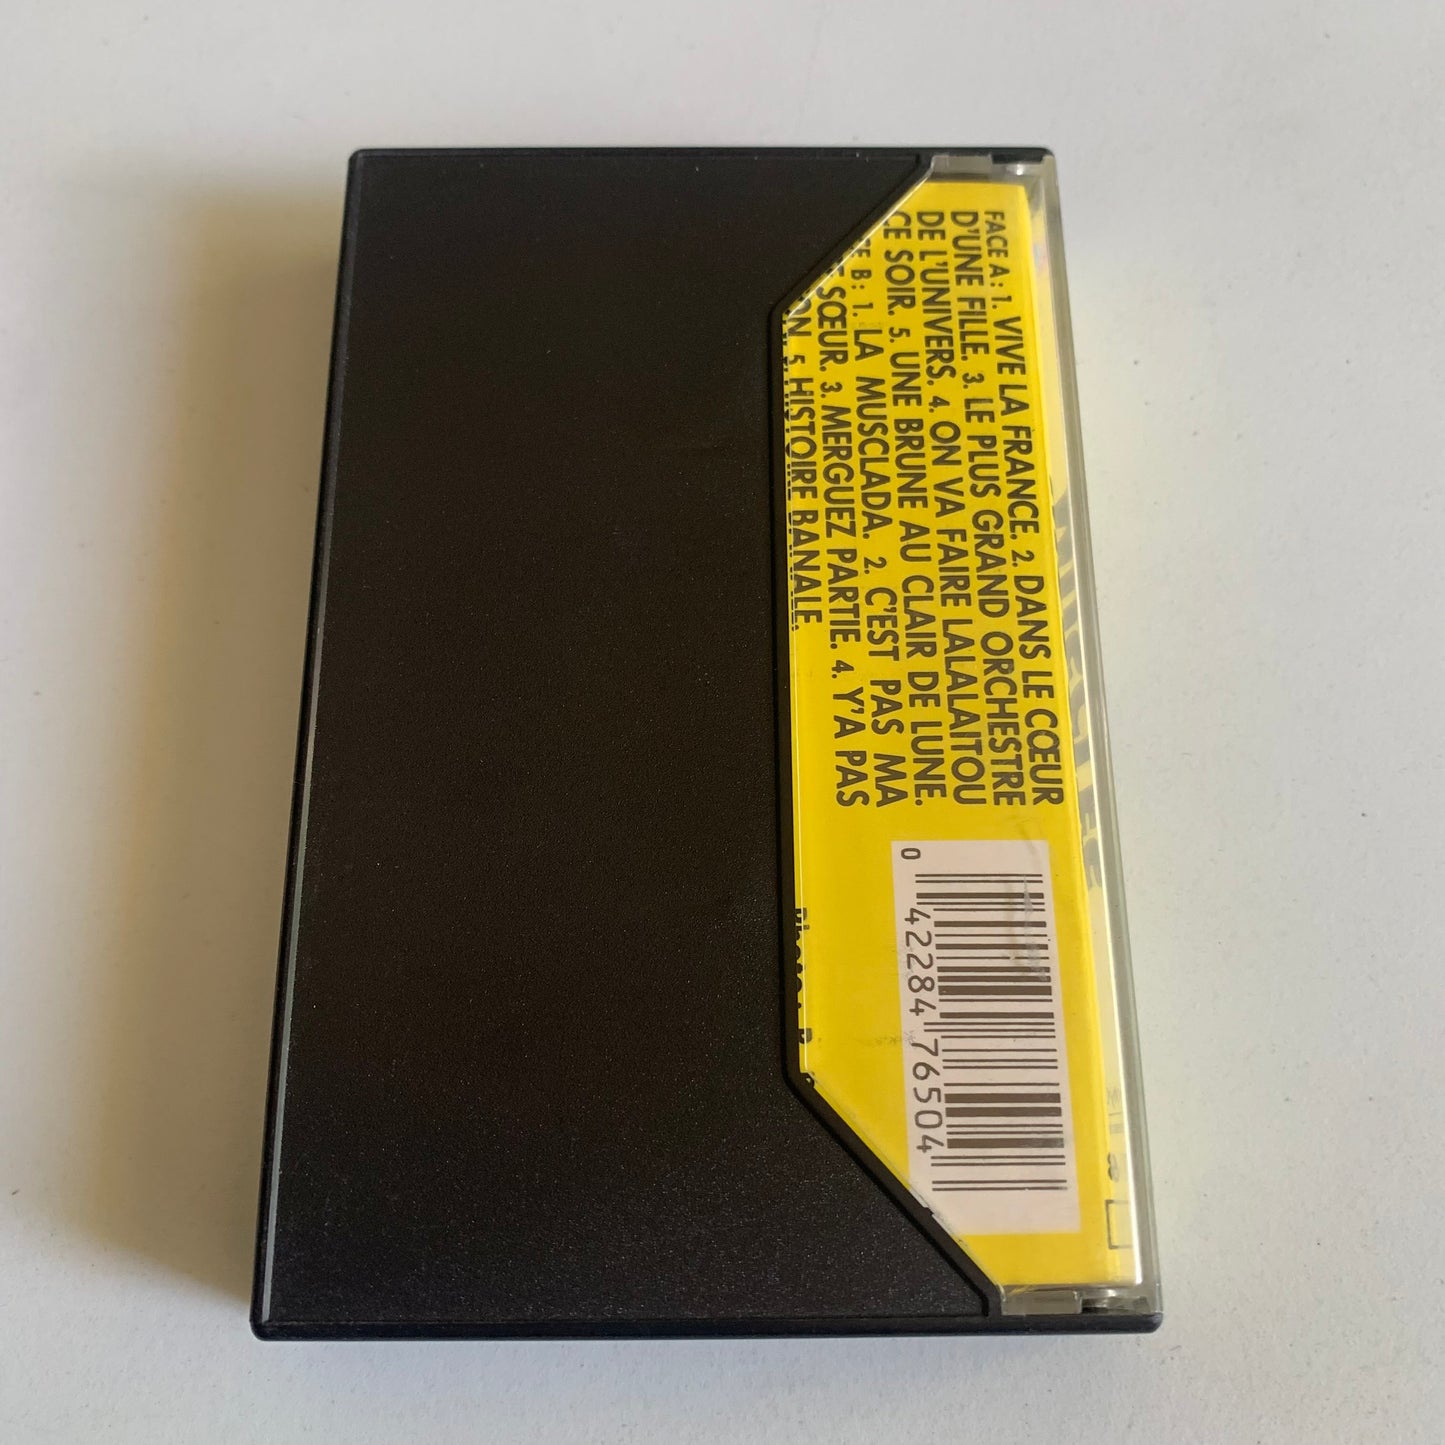 FACE A : 1. VIVE LA FRANCE. 2. DANS LE CŒUR
D'UNE FILLE. 3. LE PLUS GRAND ORCHESTRE
DE L'UNIVERS. 4. ON VA FAIRE LALALAITOU
CE SOIR. 5. UNE BRUNE AU CLAIR DE LUNE.
B: 1. LA MUSCLADA. 2. C'EST PAS MA
SŒUR. 3. MERGUEZ PARTIE. 4. Y'A PAS
5. HISTOIRE BANALE.
0 42284 76504